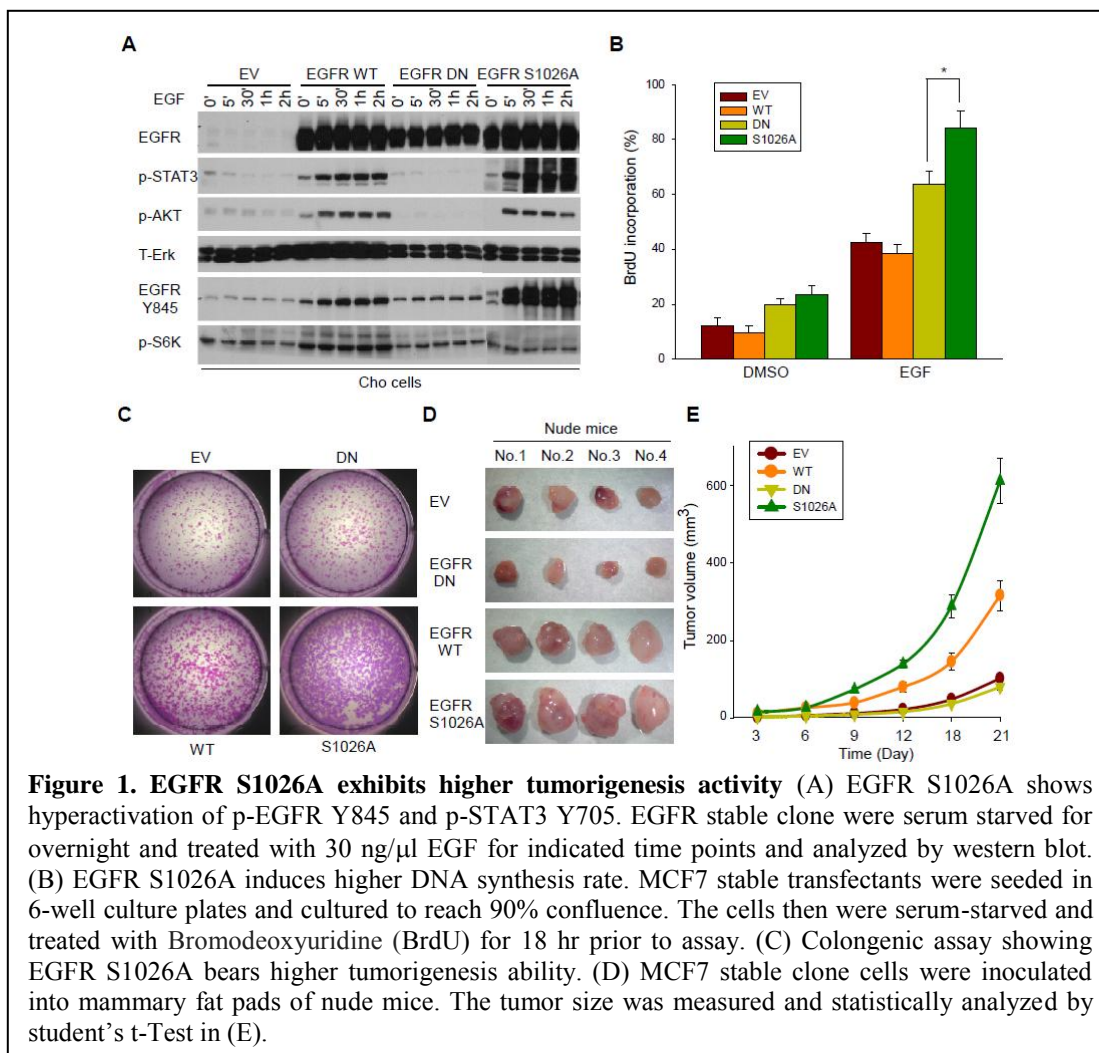 A
EV EGFR WT EGFR DN EGFR S1026A
EGF 0' 5' 30' 1h 2h 0' 5' 30' 1h 2h 0' 5' 30' 1h 2h 0' 5' 30' 1h 2h
EGFR
p-STAT3
p-AKT
T-Erk
EGFR
Y845
p-S6K
Cho cells
B
100
80
60
40
20
0
BrdU incorporation (%)
EV
WT
DN
S1026A
*
DMSO EGF
C
EV DN
WT S1026A
D
Nude mice
No.1 No.2 No.3 No.4
EV
EGFR
DN
EGFR
WT
EGFR
S1026A
E
EV
WT
DN
S1026A
600
400
200
0
Tumor volume (mm³)
3 6 9 12 18 21
Time (Day)
Figure 1. EGFR S1026A exhibits higher tumorigenesis activity (A) EGFR S1026A shows
hyperactivation of p-EGFR Y845 and p-STAT3 Y705. EGFR stable clone were serum starved for
overnight and treated with 30 ng/μl EGF for indicated time points and analyzed by western blot.
(B) EGFR S1026A induces higher DNA synthesis rate. MCF7 stable transfectants were seeded in
6-well culture plates and cultured to reach 90% confluence. The cells then were serum-starved and
treated with Bromodeoxyuridine (BrdU) for 18 hr prior to assay. (C) Colongenic assay showing
EGFR S1026A bears higher tumorigenesis ability. (D) MCF7 stable clone cells were inoculated
into mammary fat pads of nude mice. The tumor size was measured and statistically analyzed by
student's t-Test in (E).